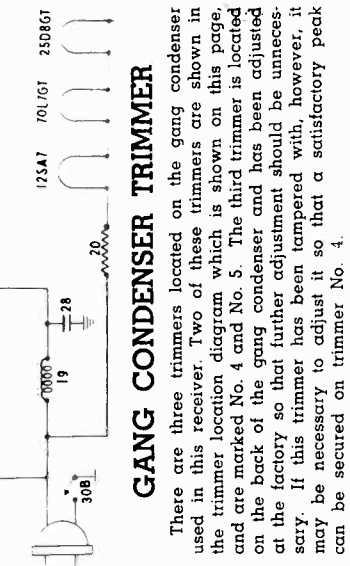 12SA7 70L7GT 25D8GT
20
28
19
30B
GANG CONDENSER TRIMMER
There are three trimmers located on the gang condenser
used in this receiver. Two of these trimmers are shown in
the trimmer location diagram which is shown on this page,
and are marked No. 4 and No. 5. The third trimmer is located
on the back of the gang condenser and has been adjusted
at the factory so that further adjustment should be unneces-
sary. If this trimmer has been tampered with, however, it
may be necessary to adjust it so that a satisfactory peak
can be secured on trimmer No. 4.